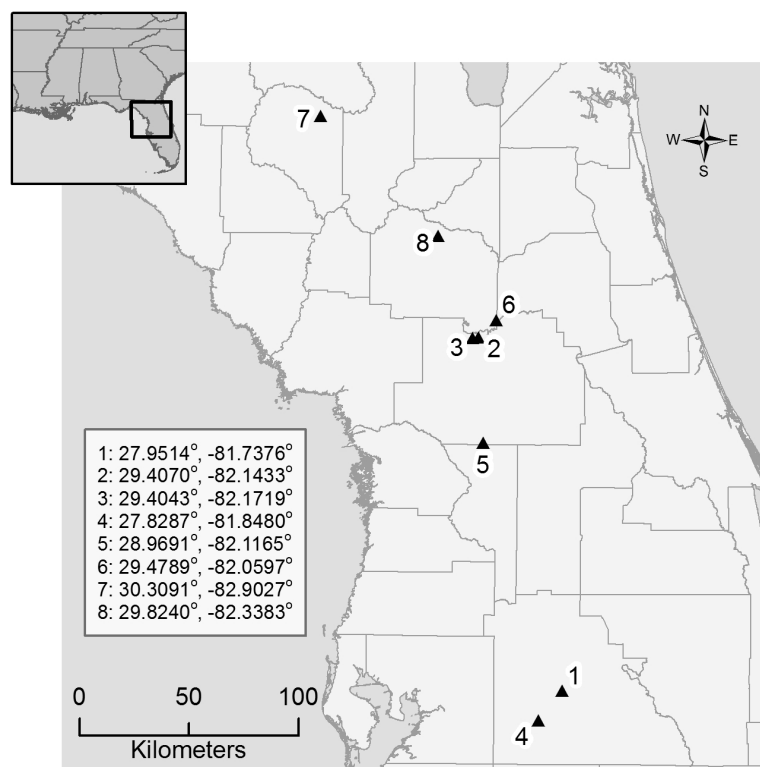 N
W E
S
7
8
6
3 2
5
1: 27.9514°, -81.7376°
2: 29.4070°, -82.1433°
3: 29.4043°, -82.1719°
4: 27.8287°, -81.8480°
5: 28.9691°, -82.1165°
6: 29.4789°, -82.0597°
7: 30.3091°, -82.9027°
8: 29.8240°, -82.3383°
1
4
0 50 100
Kilometers